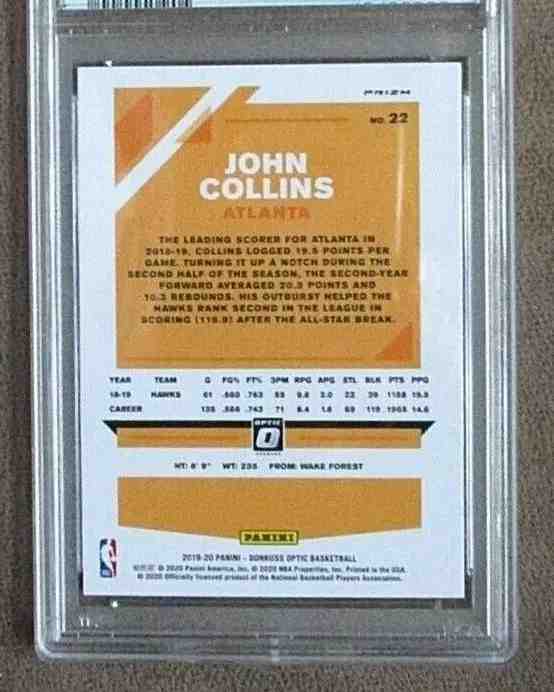 PRIZM
NO. 22
JOHN
COLLINS
ATLANTA
THE LEADING SCORER FOR ATLANTA IN
2018-19, COLLINS LOGGED 19.5 POINTS PER
GAME. TURNING IT UP A NOTCH DURING THE
SECOND HALF OF THE SEASON, THE SECOND-YEAR
FORWARD AVERAGED 20.3 POINTS AND
10.3 REBOUNDS. HIS OUTBURST HELPED THE
HAWKS RANK SECOND IN THE LEAGUE IN
SCORING (119.9) AFTER THE ALL-STAR BREAK.
YEAR TEAM G FG% FT% 3PM RPG APG STL BLK PTS PPG
18-19 HAWKS 61 .560 .763 55 9.8 2.0 22 39 1188 19.5
CAREER 135 .568 .743 71 8.4 1.6 69 119 1965 14.6
OPTIC
HT: 6' 9" WT: 235 FROM: WAKE FOREST
PANINI
2019-20 PANINI - DONRUSS OPTIC BASKETBALL
© 2020 Panini America, Inc. © 2020 NBA Properties, Inc. Printed in the USA.
© 2020 Officially licensed product of the National Basketball Players Association.